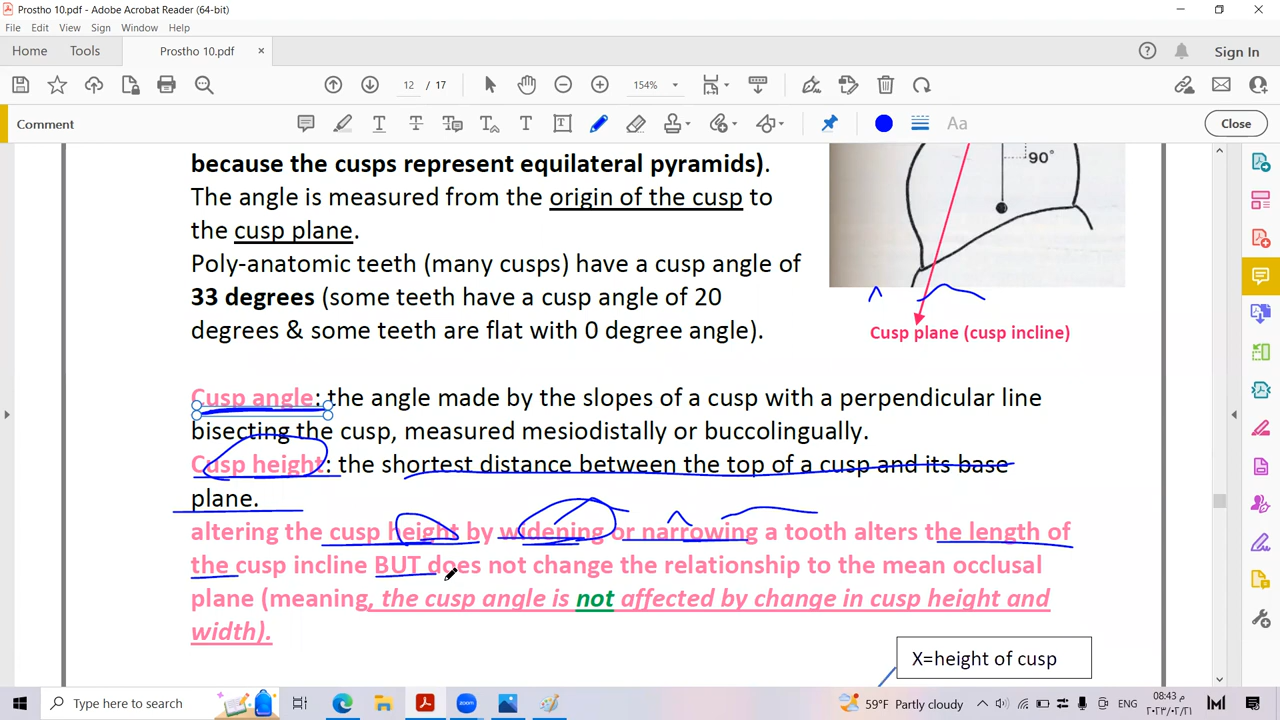 Prostho 10.pdf - Adobe Acrobat Reader (64-bit)
File Edit View Sign Window Help
Home Tools Prostho 10.pdf × Sign In
12 / 17 154%
Comment Aa Close
because the cusps represent equilateral pyramids).
The angle is measured from the origin of the cusp to
the cusp plane.
Poly-anatomic teeth (many cusps) have a cusp angle of
33 degrees (some teeth have a cusp angle of 20
degrees & some teeth are flat with 0 degree angle).
90°
Cusp plane (cusp incline)
Cusp angle: the angle made by the slopes of a cusp with a perpendicular line
bisecting the cusp, measured mesiodistally or buccolingually.
Cusp height: the shortest distance between the top of a cusp and its base
plane.
altering the cusp height by widening or narrowing a tooth alters the length of
the cusp incline BUT does not change the relationship to the mean occlusal
plane (meaning, the cusp angle is not affected by change in cusp height and
width).
X=height of cusp
Type here to search
59°F Partly cloudy
ENG
08:43 م
٢٠٢٣/٠٢/٢١